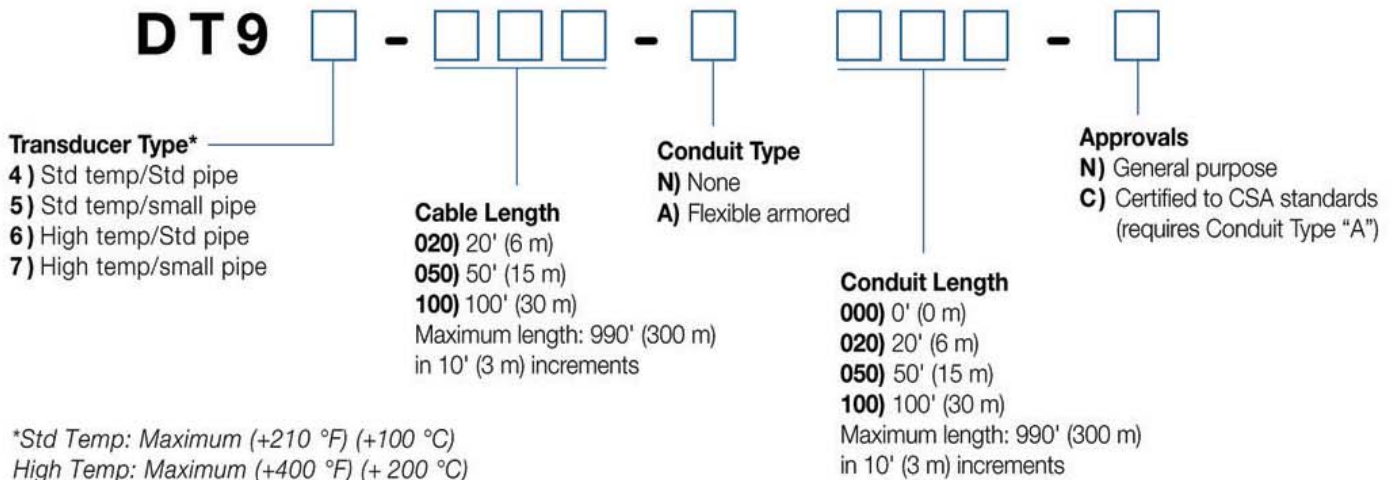 DT9 - - -
Transducer Type*
4) Std temp/Std pipe
5) Std temp/small pipe
6) High temp/Std pipe
7) High temp/small pipe
Cable Length
020) 20' (6 m)
050) 50' (15 m)
100) 100' (30 m)
Maximum length: 990' (300 m)
in 10' (3 m) increments
Conduit Type
N) None
A) Flexible armored
Conduit Length
000) 0' (0 m)
020) 20' (6 m)
050) 50' (15 m)
100) 100' (30 m)
Maximum length: 990' (300 m)
in 10' (3 m) increments
Approvals
N) General purpose
C) Certified to CSA standards
(requires Conduit Type “A”)
*Std Temp: Maximum (+210 °F) (+100 °C)
High Temp: Maximum (+400 °F) (+ 200 °C)